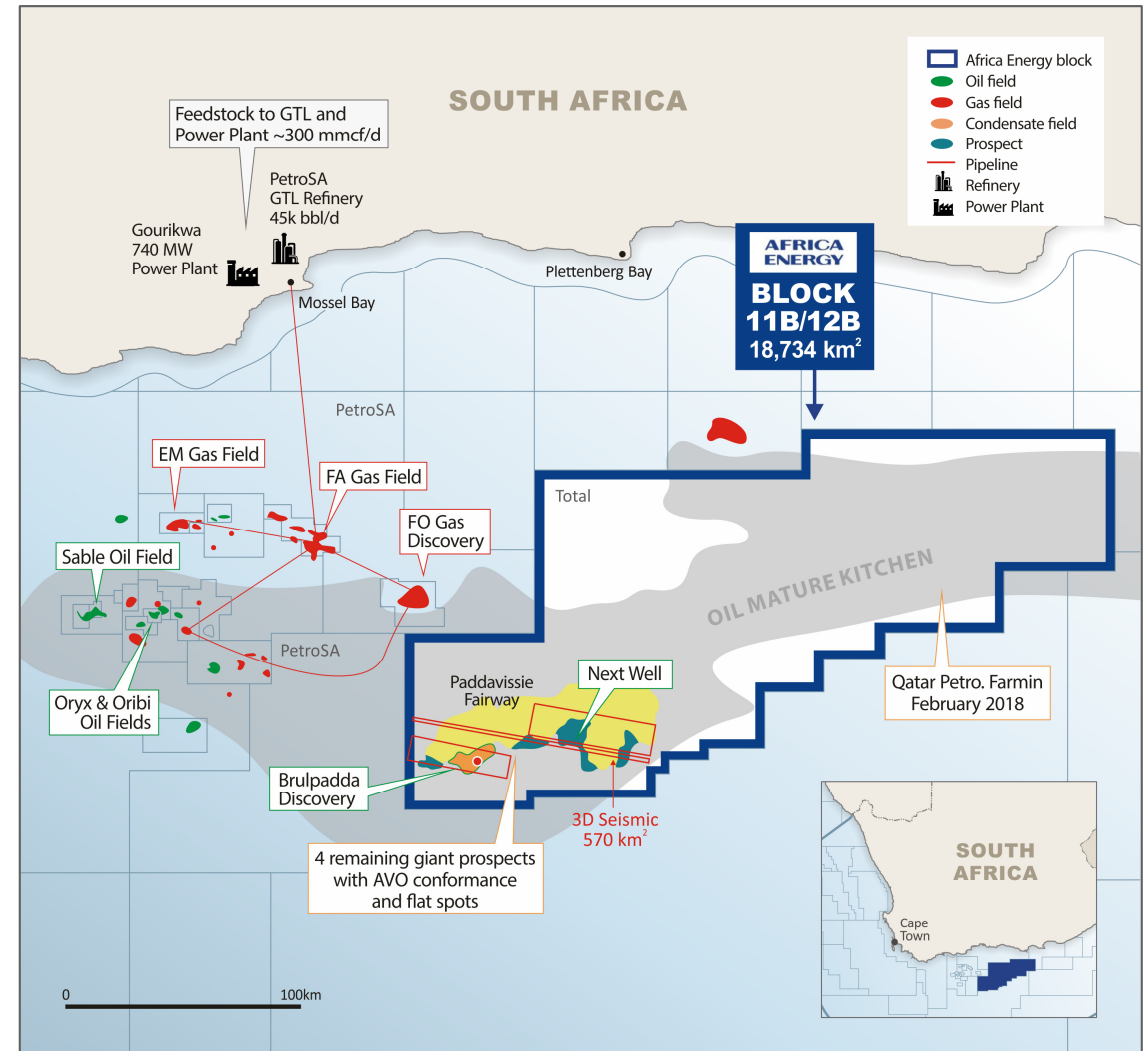 SOUTH AFRICA
Africa Energy block
Oil field
Gas field
Condensate field
Prospect
Pipeline
Refinery
Power Plant
Feedstock to GTL and
Power Plant ~300 mmcf/d
PetroSA
GTL Refinery
45k bbl/d
Gourikwa
740 MW
Power Plant
Mossel Bay
Plettenberg Bay
AFRICA
ENERGY
BLOCK
11B/12B
18,734 km²
PetroSA
EM Gas Field
FA Gas Field
FO Gas
Discovery
Total
Sable Oil Field
OIL MATURE KITCHEN
PetroSA
Oryx & Oribi
Oil Fields
Paddavissie
Fairway
Next Well
Qatar Petro. Farmin
February 2018
Brulpadda
Discovery
3D Seismic
570 km²
4 remaining giant prospects
with AVO conformance
and flat spots
SOUTH
AFRICA
Cape
Town
0 100km